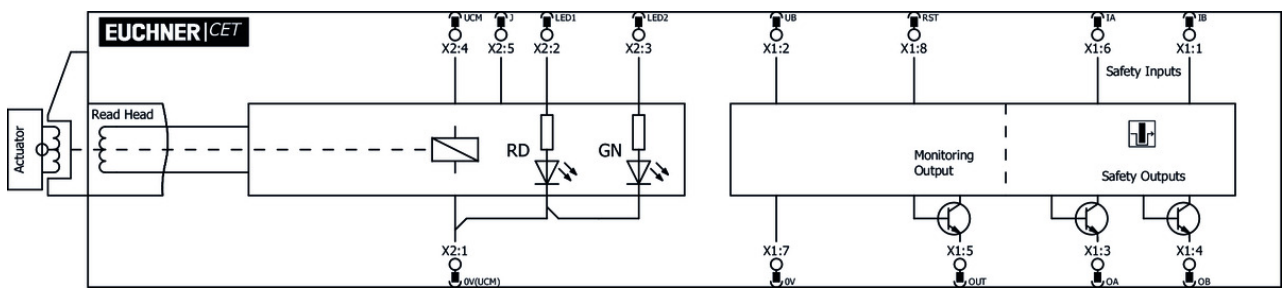 EUCHNER CET
UCM J LED1 LED2 UB RST IA IB
X2:4 X2:5 X2:2 X2:3 X1:2 X1:8 X1:6 X1:1
Safety Inputs
Read Head
Actuator
RD GN
Monitoring
Output
Safety Outputs
X2:1 X1:7 X1:5 X1:3 X1:4
0V(UCM) 0V OUT OA OB